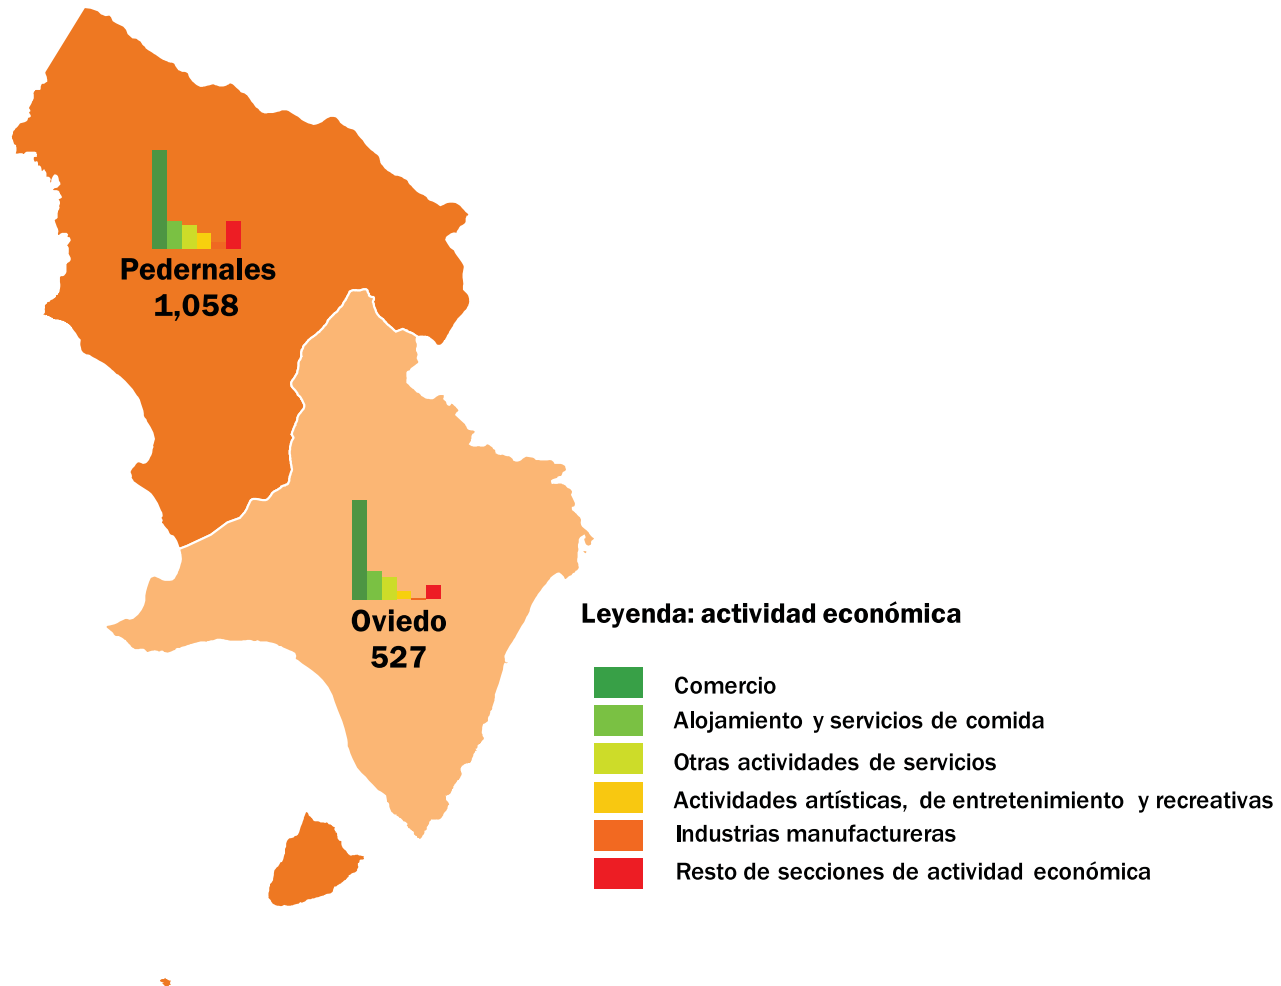 Pedernales
1,058
Oviedo
527
Leyenda: actividad económica
Comercio
Alojamiento y servicios de comida
Otras actividades de servicios
Actividades artísticas, de entretenimiento y recreativas
Industrias manufactureras
Resto de secciones de actividad económica